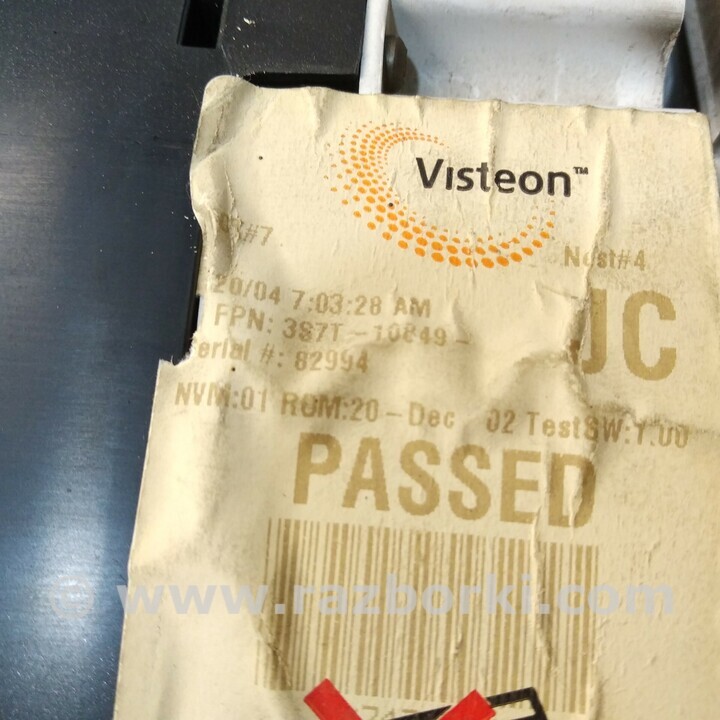 Visteon™
#7
Nest#4
20/04 7:03:28 AM
FPN: 3S7T-10849- JC
erial #: 82994
NVM:01 ROM:20-Dec 02 TestSW:1.00
PASSED
© www.razborki.com